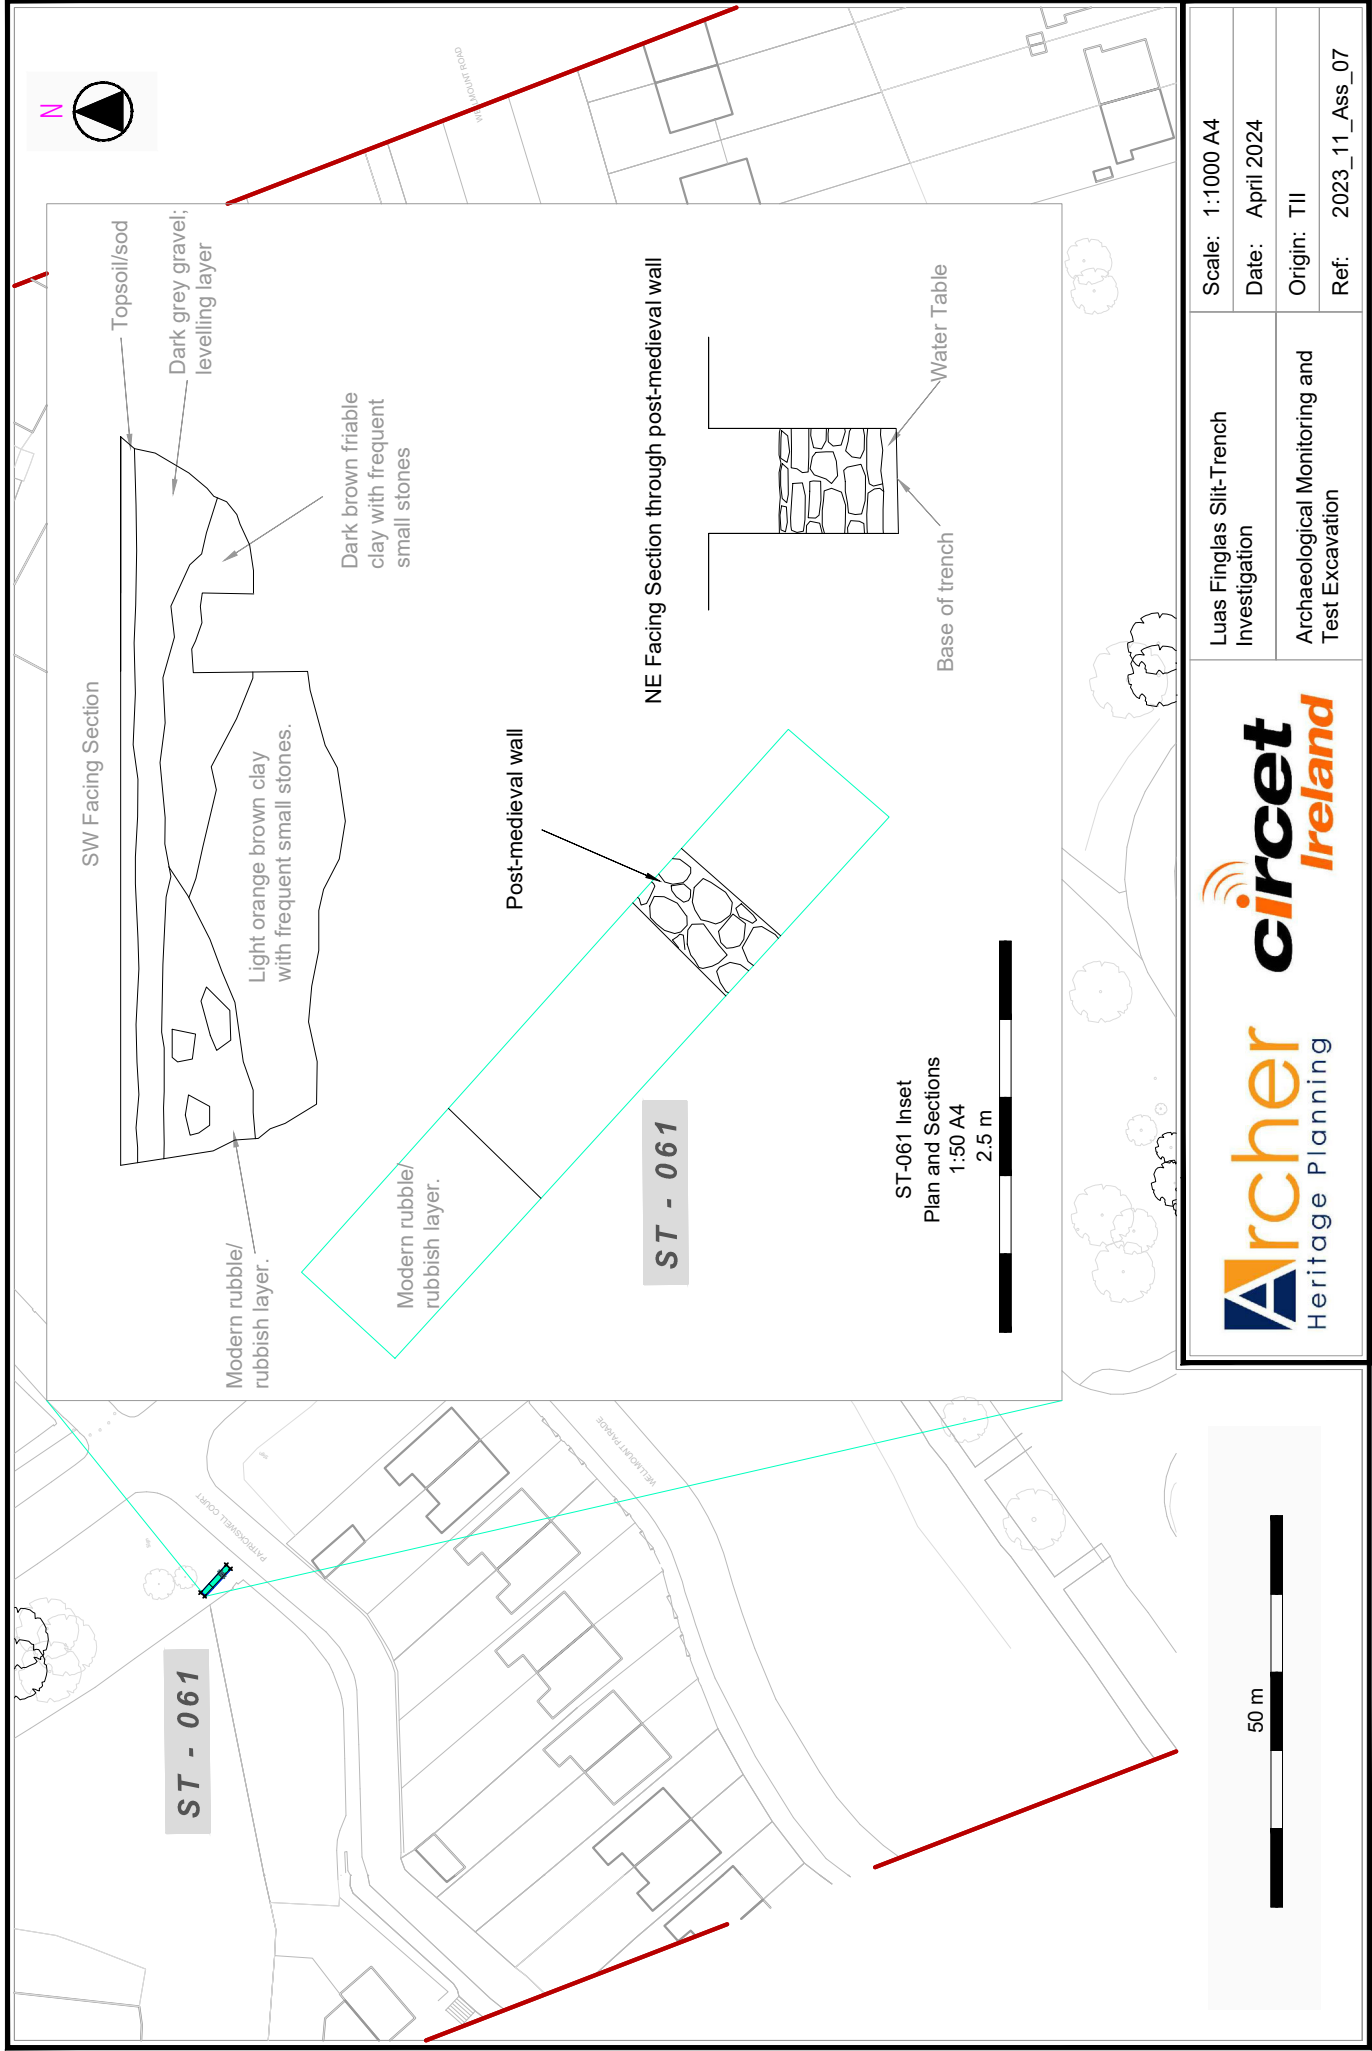 N
WELLMOUNT ROAD
SW Facing Section
Topsoil/sod
Dark grey gravel;
levelling layer
Dark brown friable
clay with frequent
small stones
Light orange brown clay
with frequent small stones.
Modern rubble/
rubbish layer.
Modern rubble/
rubbish layer.
Post-medieval wall
NE Facing Section through post-medieval wall
Water Table
Base of trench
ST - 061
ST-061 Inset
Plan and Sections
1:50 A4
2.5 m
ST - 061
PATRICKSWELL COURT
WELLMOUNT PARADE
50 m
Archer
Heritage Planning
circet
Ireland
Luas Finglas Slit-Trench
Investigation
Archaeological Monitoring and
Test Excavation
Scale: 1:1000 A4
Date: April 2024
Origin: TII
Ref: 2023_11_Ass_07